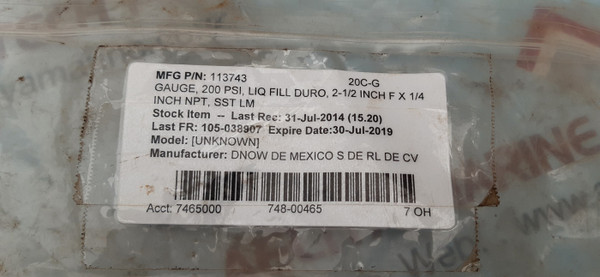 MFG P/N: 113743 20C-G
GAUGE, 200 PSI, LIQ FILL DURO, 2-1/2 INCH F X 1/4
INCH NPT, SST LM
Stock Item -- Last Rec: 31-Jul-2014 (15.20)
Last FR: 105-038907 Expire Date:30-Jul-2019
Model: [UNKNOWN]
Manufacturer: DNOW DE MEXICO S DE RL DE CV
Acct: 7465000 748-00465 7 OH